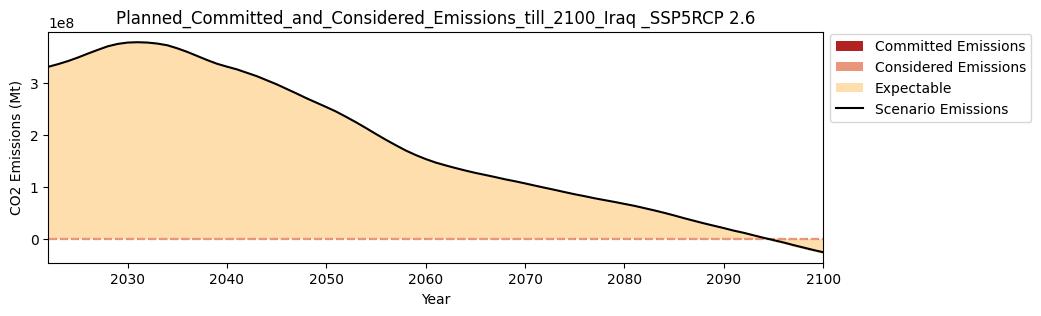 Planned_Committed_and_Considered_Emissions_till_2100_Iraq _SSP5RCP 2.6
1e8
CO2 Emissions (Mt)
3
2
1
0
2030 2040 2050 2060 2070 2080 2090 2100
Year
Committed Emissions
Considered Emissions
Expectable
Scenario Emissions